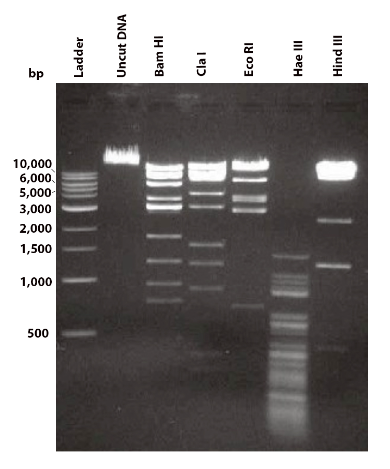 bp
Ladder
Uncut DNA
Bam HI
Cla I
Eco RI
Hae III
Hind III
10,000
6,000
5,000
3,000
2,000
1,500
1,000
500